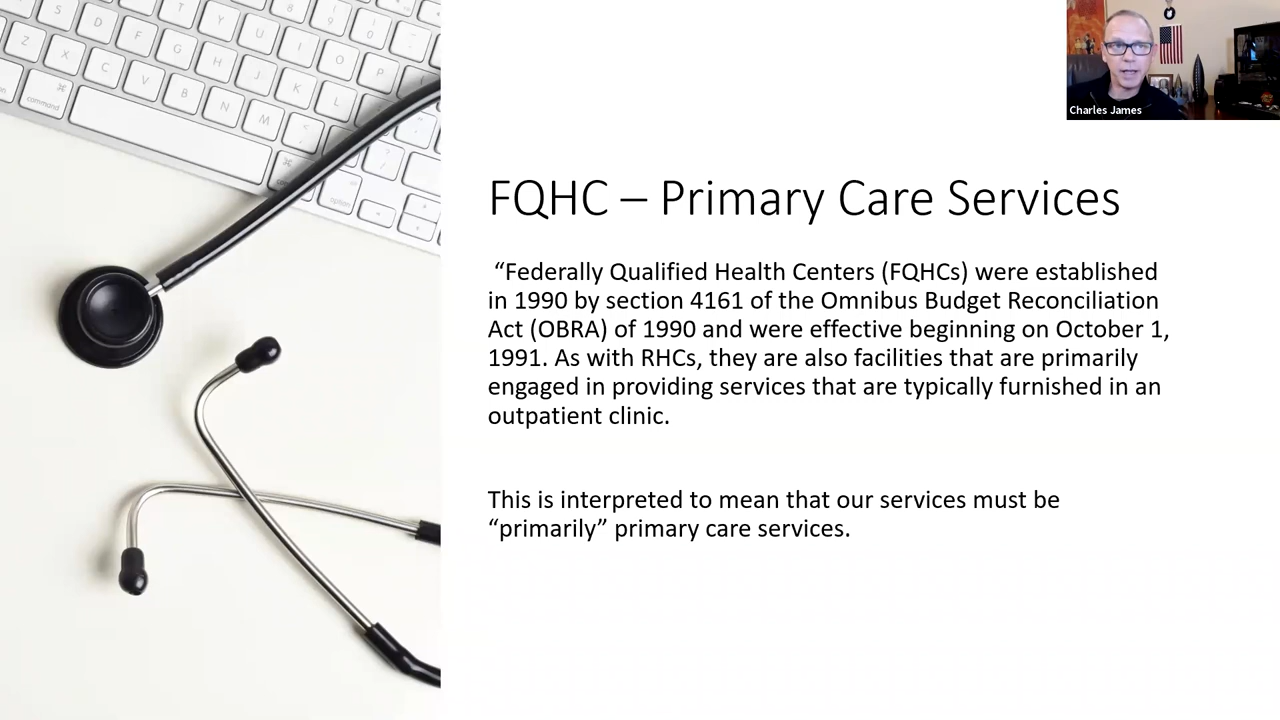 Charles James
FQHC – Primary Care Services
“Federally Qualified Health Centers (FQHCs) were established
in 1990 by section 4161 of the Omnibus Budget Reconciliation
Act (OBRA) of 1990 and were effective beginning on October 1,
1991. As with RHCs, they are also facilities that are primarily
engaged in providing services that are typically furnished in an
outpatient clinic.
This is interpreted to mean that our services must be
“primarily” primary care services.
S D F G H J K L
Z X C V B N M
command
option